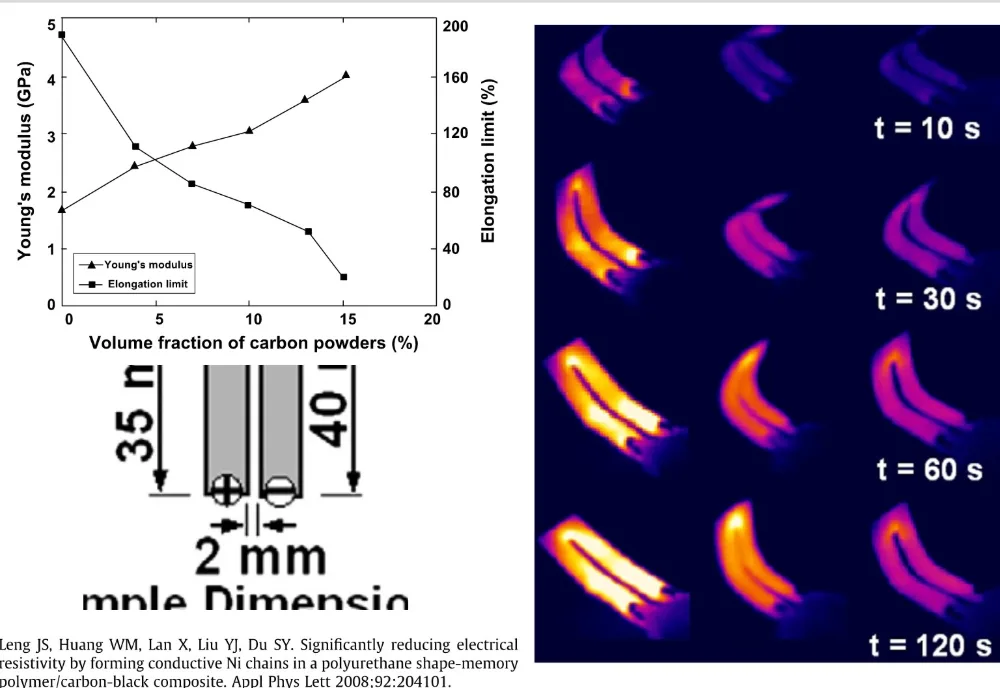 5
4
3
2
1
0
200
160
120
80
40
0
Young's modulus (GPa)
Elongation limit (%)
Young's modulus
Elongation limit
0 5 10 15 20
Volume fraction of carbon powders (%)
35
40
2 mm
mple Dimensio
Leng JS, Huang WM, Lan X, Liu YJ, Du SY. Significantly reducing electrical
resistivity by forming conductive Ni chains in a polyurethane shape-memory
polymer/carbon-black composite. Appl Phys Lett 2008;92:204101.
t = 10 s
t = 30 s
t = 60 s
t = 120 s